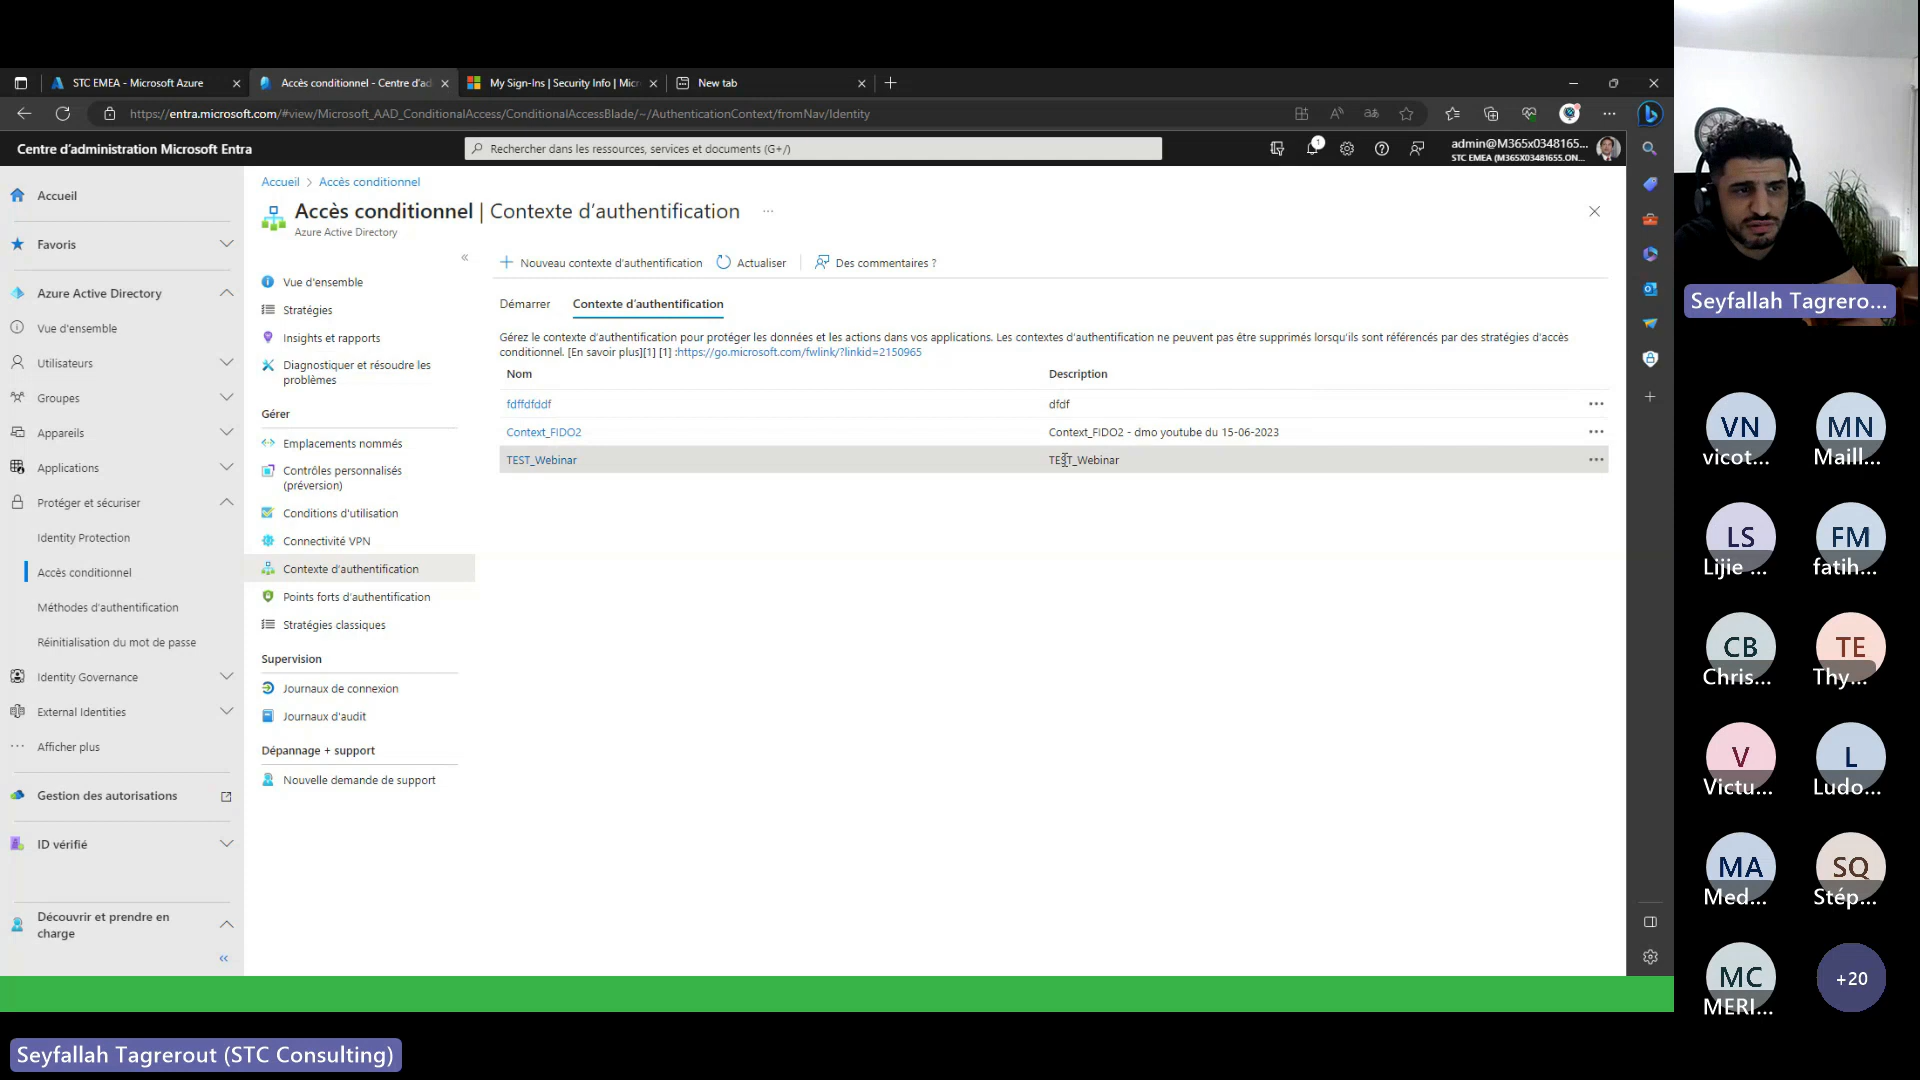 STC EMEA - Microsoft Azure
Accès conditionnel - Centre d'ad
My Sign-Ins | Security Info | Micr
New tab
https://entra.microsoft.com/#view/Microsoft_AAD_ConditionalAccess/ConditionalAccessBlade/~/AuthenticationContext/fromNav/Identity
Centre d'administration Microsoft Entra
Rechercher dans les ressources, services et documents (G+/)
1
admin@M365x0348165...
STC EMEA (M365X03481655.ON...
Accueil
Favoris
Azure Active Directory
Vue d'ensemble
Utilisateurs
Groupes
Appareils
Applications
Protéger et sécuriser
Identity Protection
Accès conditionnel
Méthodes d'authentification
Réinitialisation du mot de passe
Identity Governance
External Identities
Afficher plus
Gestion des autorisations
ID vérifié
Découvrir et prendre en
charge
Accueil > Accès conditionnel
Accès conditionnel | Contexte d'authentification ...
Azure Active Directory
Vue d'ensemble
Stratégies
Insights et rapports
Diagnostiquer et résoudre les
problèmes
Gérer
Emplacements nommés
Contrôles personnalisés
(préversion)
Conditions d'utilisation
Connectivité VPN
Contexte d'authentification
Points forts d'authentification
Stratégies classiques
Supervision
Journaux de connexion
Journaux d'audit
Dépannage + support
Nouvelle demande de support
Nouveau contexte d'authentification
Actualiser
Des commentaires ?
Démarrer
Contexte d'authentification
Gérez le contexte d'authentification pour protéger les données et les actions dans vos applications. Les contextes d'authentification ne peuvent pas être supprimés lorsqu'ils sont référencés par des stratégies d'accès
conditionnel. [En savoir plus][1] [1] :https://go.microsoft.com/fwlink/?linkid=2150965
Nom Description
fdffdfddf dfdf
Context_FIDO2 Context_FIDO2 - dmo youtube du 15-06-2023
TEST_Webinar TEST_Webinar
Seyfallah Tagrero...
VN MN
vicot... Maill...
LS FM
Lijie ... fatih...
CB TE
Chris... Thy...
V L
Victu... Ludo...
MA SQ
Med... Stép...
MC +20
MERI...
Seyfallah Tagrerout (STC Consulting)